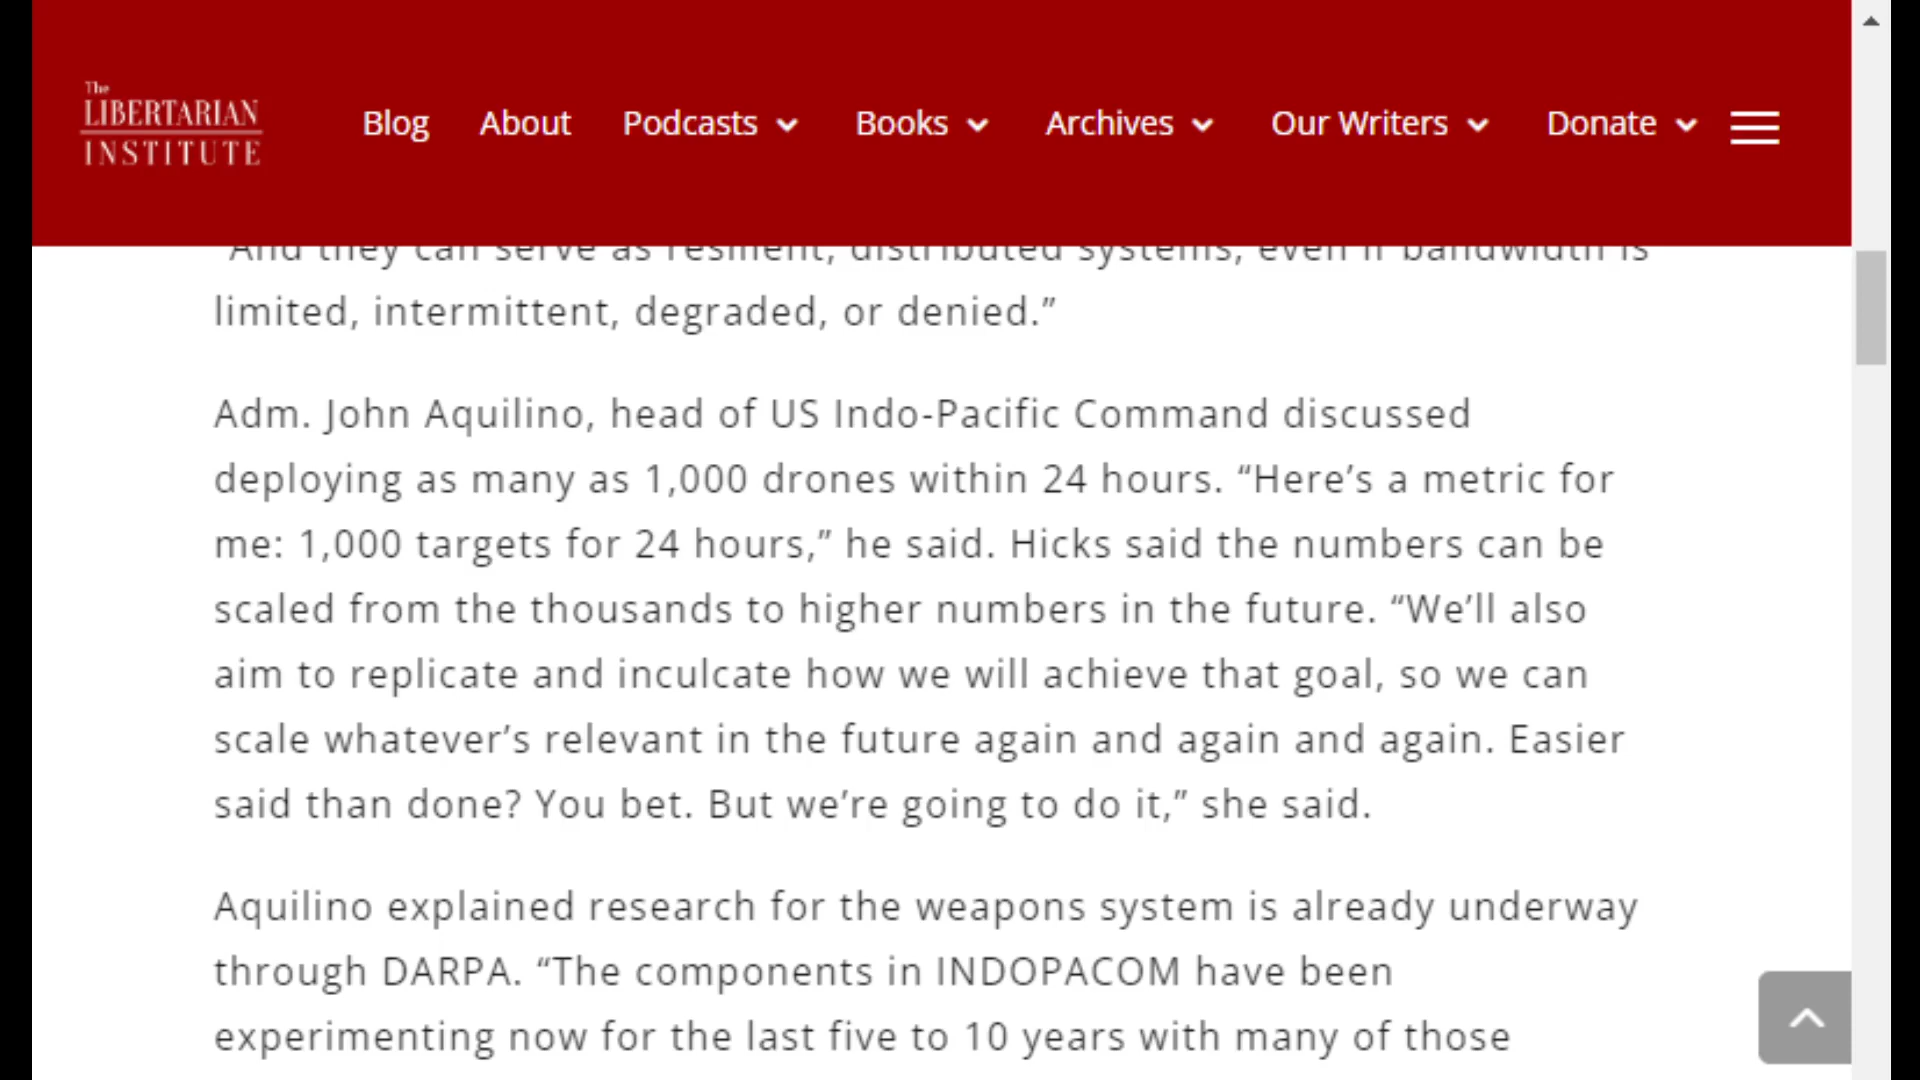 The
LIBERTARIAN
INSTITUTE
Blog About Podcasts Books Archives Our Writers Donate
“And they can serve as resilient, distributed systems, even if bandwidth is
limited, intermittent, degraded, or denied.”
Adm. John Aquilino, head of US Indo-Pacific Command discussed
deploying as many as 1,000 drones within 24 hours. “Here’s a metric for
me: 1,000 targets for 24 hours,” he said. Hicks said the numbers can be
scaled from the thousands to higher numbers in the future. “We’ll also
aim to replicate and inculcate how we will achieve that goal, so we can
scale whatever’s relevant in the future again and again and again. Easier
said than done? You bet. But we’re going to do it,” she said.
Aquilino explained research for the weapons system is already underway
through DARPA. “The components in INDOPACOM have been
experimenting now for the last five to 10 years with many of those